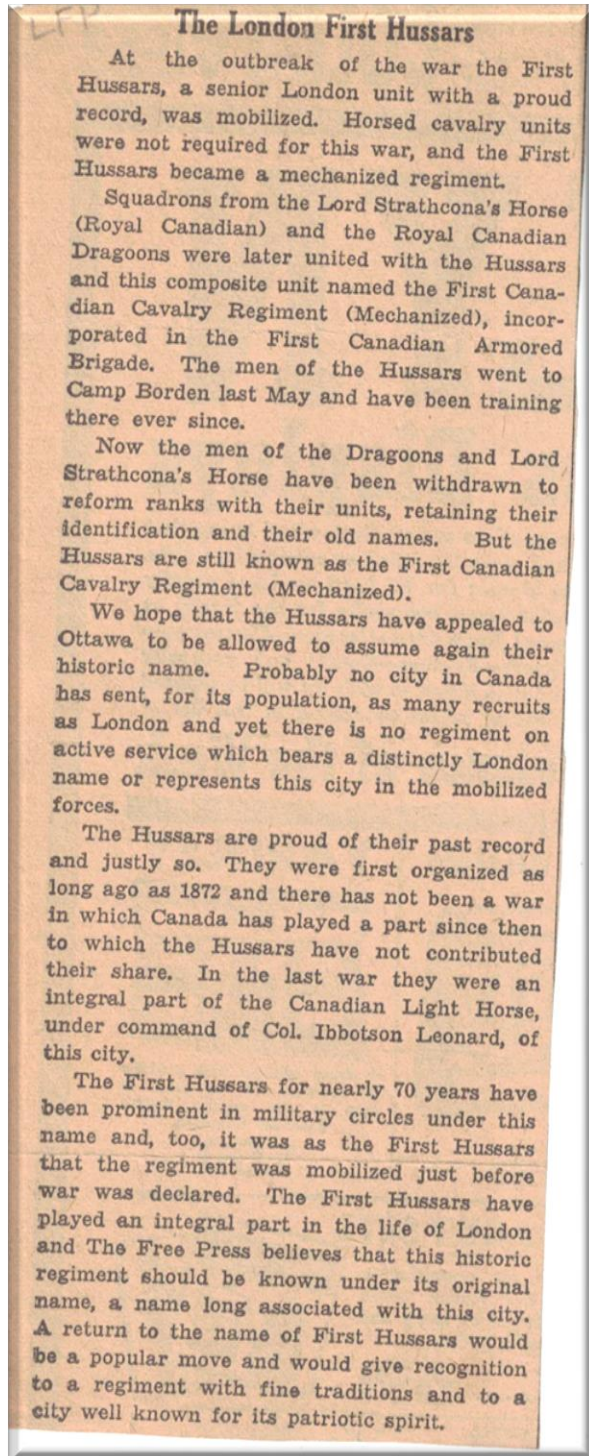 LFP
The London First Hussars
At the outbreak of the war the First
Hussars, a senior London unit with a proud
record, was mobilized. Horsed cavalry units
were not required for this war, and the First
Hussars became a mechanized regiment.
Squadrons from the Lord Strathcona's Horse
(Royal Canadian) and the Royal Canadian
Dragoons were later united with the Hussars
and this composite unit named the First Cana-
dian Cavalry Regiment (Mechanized), incor-
porated in the First Canadian Armored
Brigade. The men of the Hussars went to
Camp Borden last May and have been training
there ever since.
Now the men of the Dragoons and Lord
Strathcona's Horse have been withdrawn to
reform ranks with their units, retaining their
identification and their old names. But the
Hussars are still known as the First Canadian
Cavalry Regiment (Mechanized).
We hope that the Hussars have appealed to
Ottawa to be allowed to assume again their
historic name. Probably no city in Canada
has sent, for its population, as many recruits
as London and yet there is no regiment on
active service which bears a distinctly London
name or represents this city in the mobilized
forces.
The Hussars are proud of their past record
and justly so. They were first organized as
long ago as 1872 and there has not been a war
in which Canada has played a part since then
to which the Hussars have not contributed
their share. In the last war they were an
integral part of the Canadian Light Horse,
under command of Col. Ibbotson Leonard, of
this city.
The First Hussars for nearly 70 years have
been prominent in military circles under this
name and, too, it was as the First Hussars
that the regiment was mobilized just before
war was declared. The First Hussars have
played an integral part in the life of London
and The Free Press believes that this historic
regiment should be known under its original
name, a name long associated with this city.
A return to the name of First Hussars would
be a popular move and would give recognition
to a regiment with fine traditions and to a
city well known for its patriotic spirit.